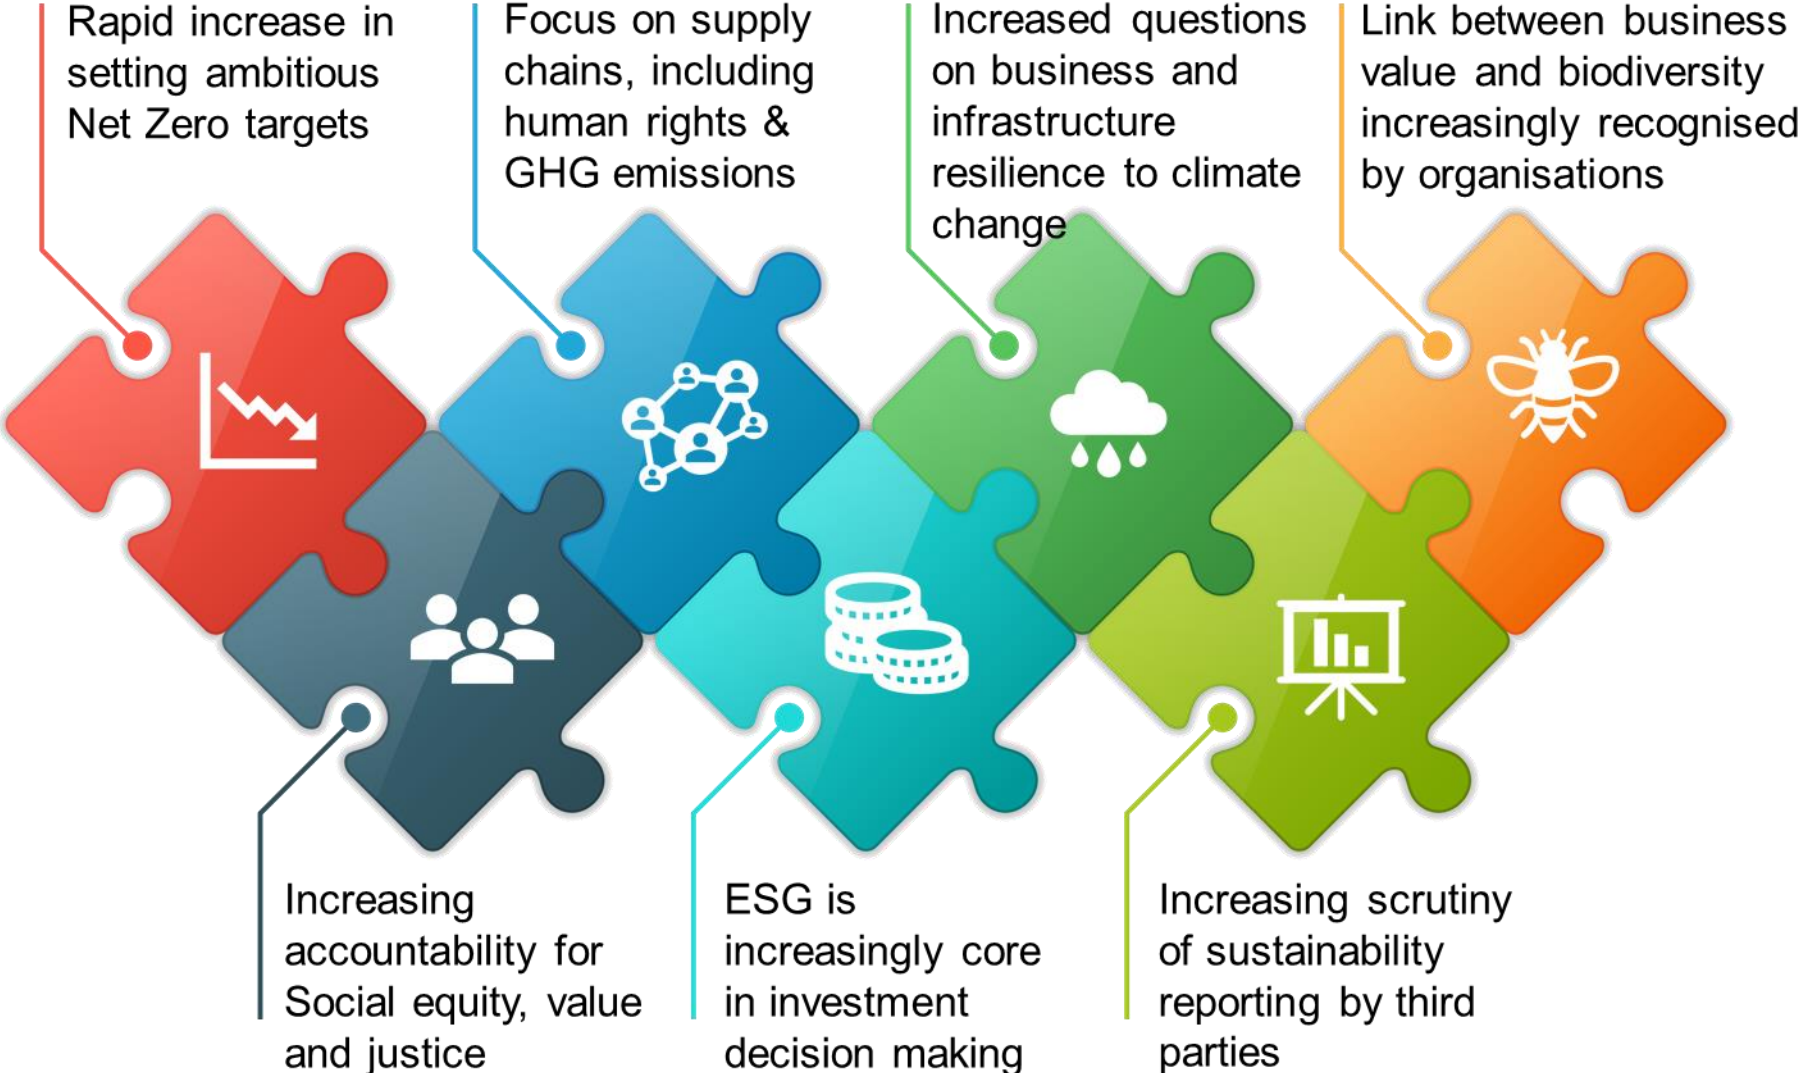 Rapid increase in
setting ambitious
Net Zero targets
Focus on supply
chains, including
human rights &
GHG emissions
Increased questions
on business and
infrastructure
resilience to climate
change
Link between business
value and biodiversity
increasingly recognised
by organisations
Increasing
accountability for
Social equity, value
and justice
ESG is
increasingly core
in investment
decision making
Increasing scrutiny
of sustainability
reporting by third
parties